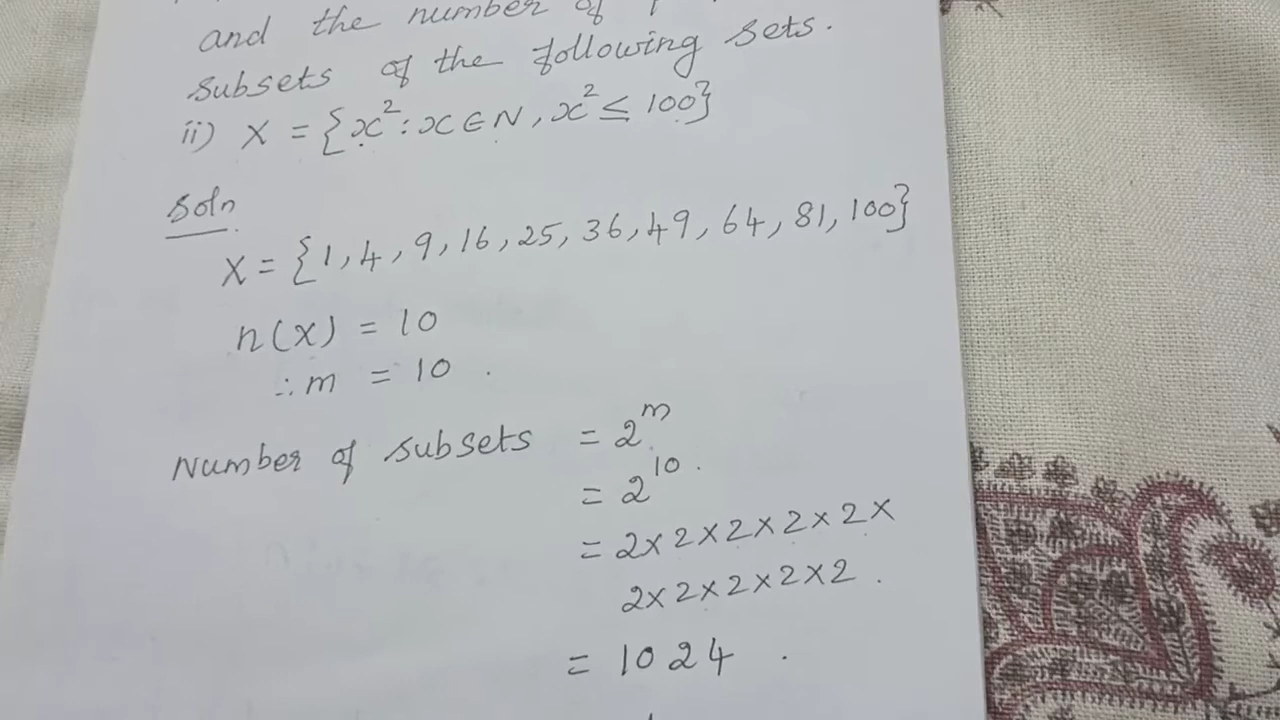 and the number of
subsets of the following sets.
ii) X = {x² : x ∈ N, x² ≤ 100}
Soln
X = {1, 4, 9, 16, 25, 36, 49, 64, 81, 100}
n(X) = 10
∴ m = 10.
Number of subsets = 2^m
= 2^10.
= 2×2×2×2×2×
2×2×2×2×2.
= 1024.